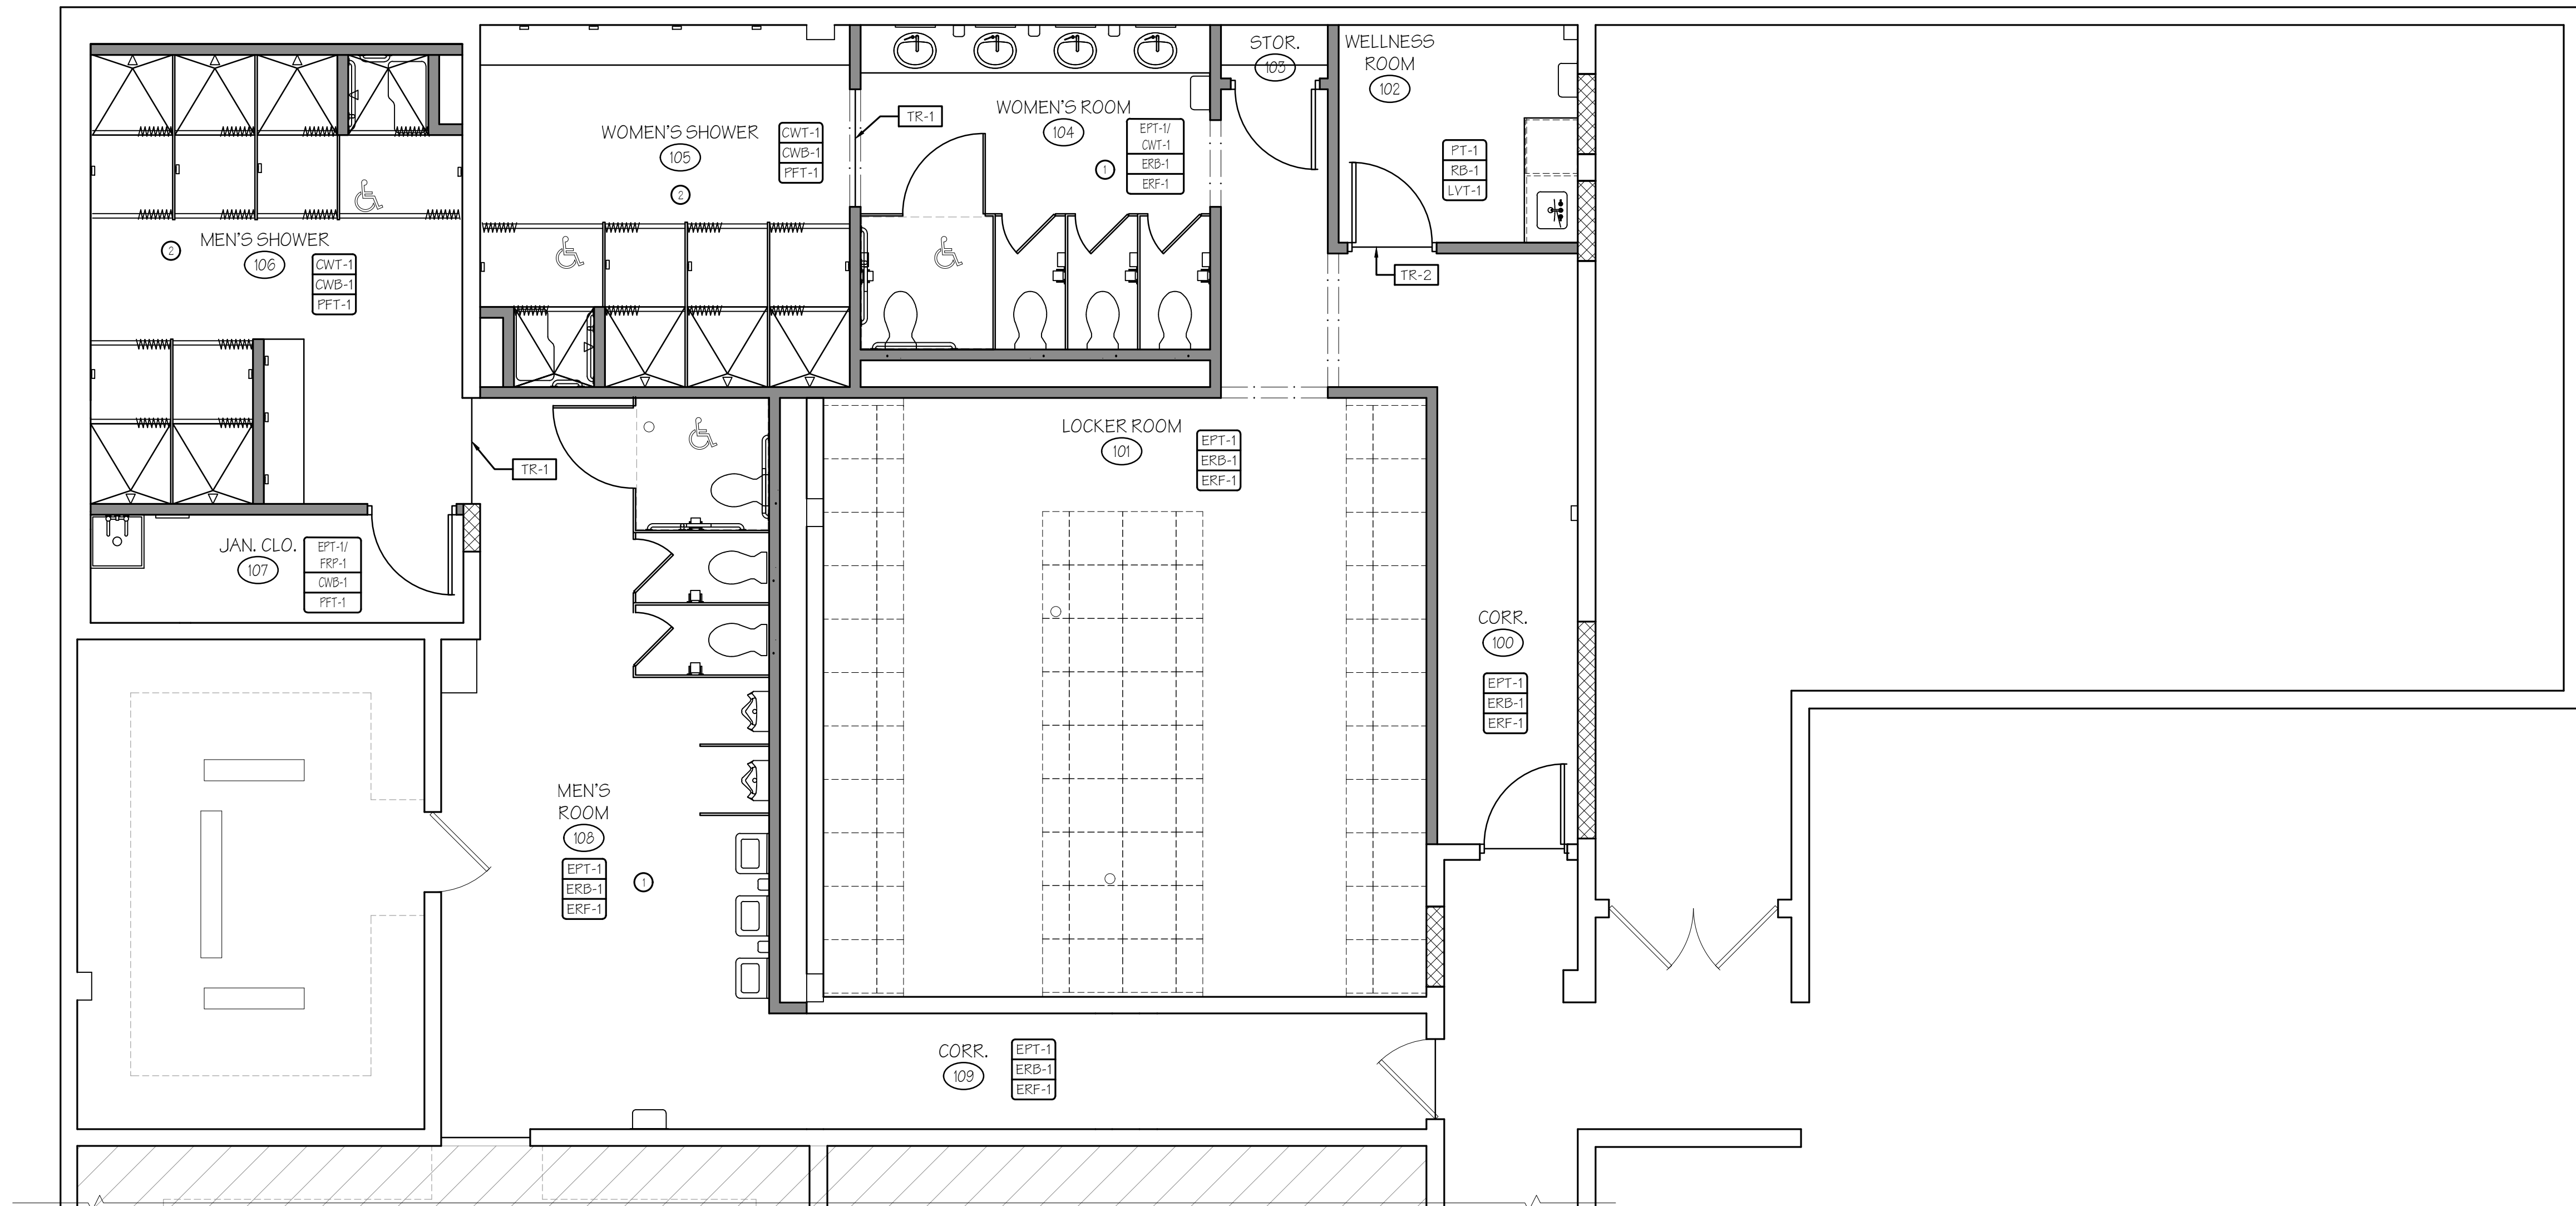 STOR.
103
WELLNESS
ROOM
102
PT-1
RB-1
LVT-1
TR-2
WOMEN'S ROOM
104
1
EPT-1/
CWT-1
ERB-1
ERF-1
TR-1
WOMEN'S SHOWER
105
2
CWT-1
CWB-1
PFT-1
MEN'S SHOWER
106
2
CWT-1
CWB-1
PFT-1
TR-1
LOCKER ROOM
101
EPT-1
ERB-1
ERF-1
JAN. CLO.
107
EPT-1/
FRP-1
CWB-1
PFT-1
CORR.
100
EPT-1
ERB-1
ERF-1
MEN'S
ROOM
108
1
EPT-1
ERB-1
ERF-1
CORR.
109
EPT-1
ERB-1
ERF-1